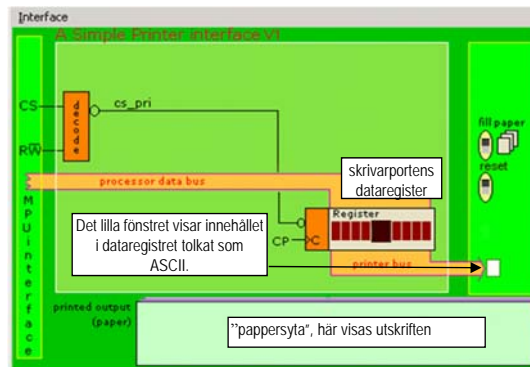 Interface
A Simple Printer interface V1
CS
decode
cs_pri
RW
fill paper
reset
processor data bus
skrivarportens
dataregister
MPU interface
Register
Det lilla fönstret visar innehållet
i dataregistret tolkat som
ASCII.
CP
C
printer bus
printed output
(paper)
”pappersyta”, här visas utskriften